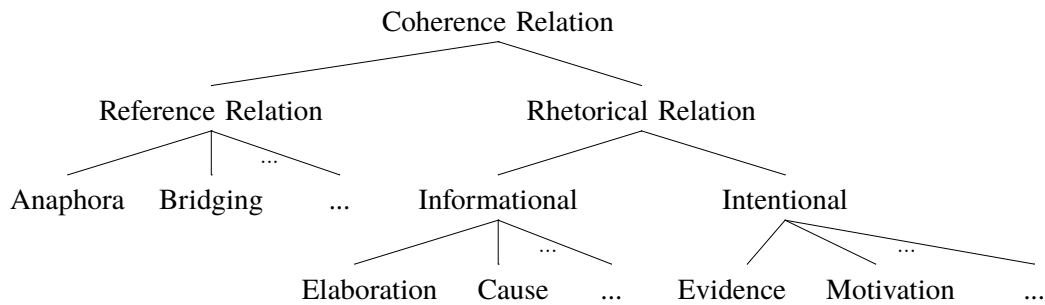 Coherence Relation
Reference Relation Rhetorical Relation
...
Anaphora Bridging ... Informational Intentional
... ...
Elaboration Cause ... Evidence Motivation ...